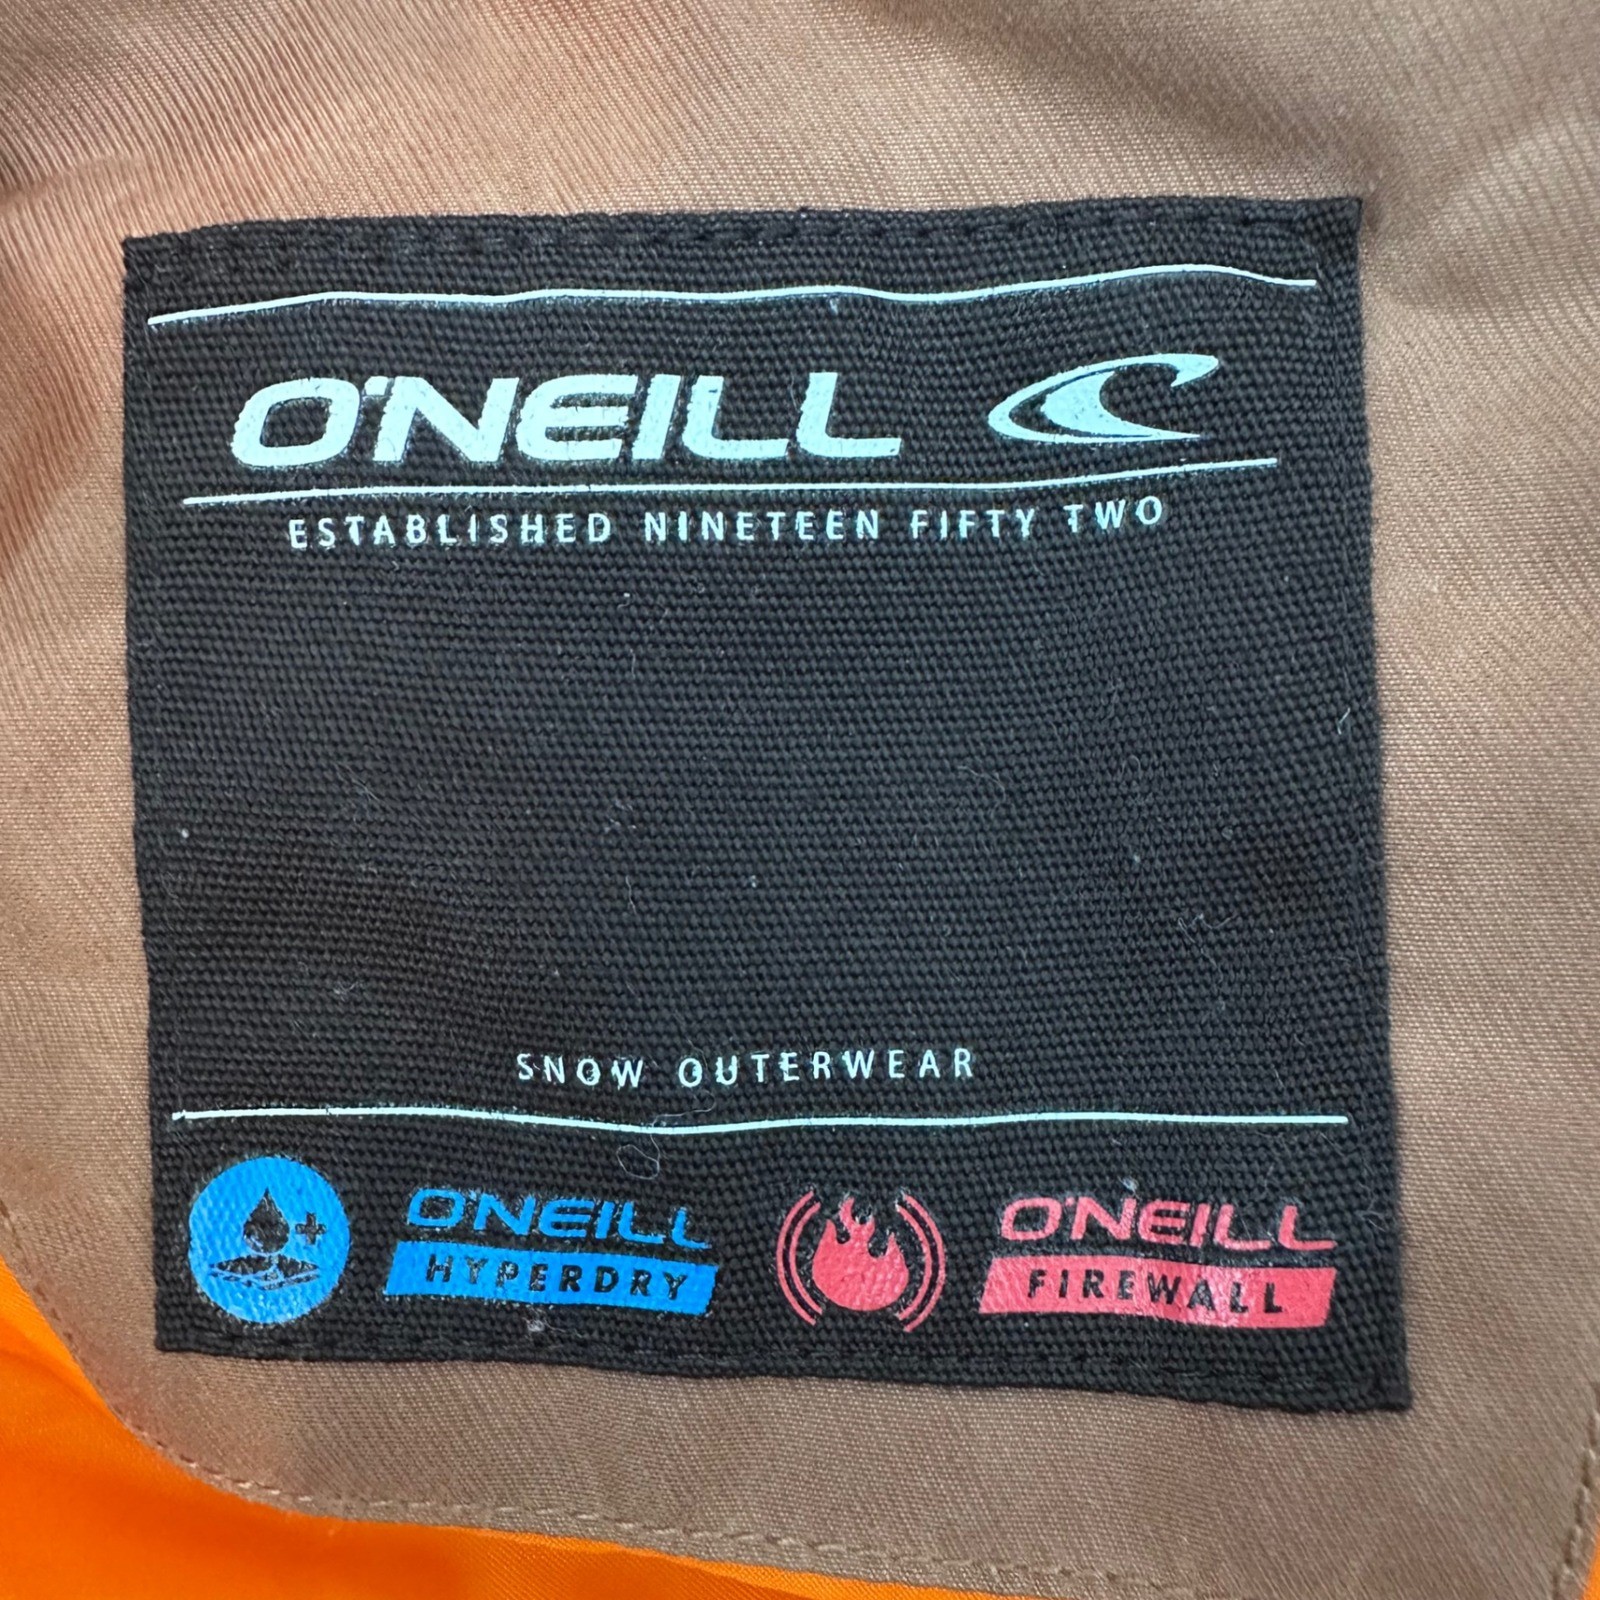 O'NEILL
ESTABLISHED NINETEEN FIFTY TWO
SNOW OUTERWEAR
O'NEILL
HYPERDRY
O'NEILL
FIREWALL